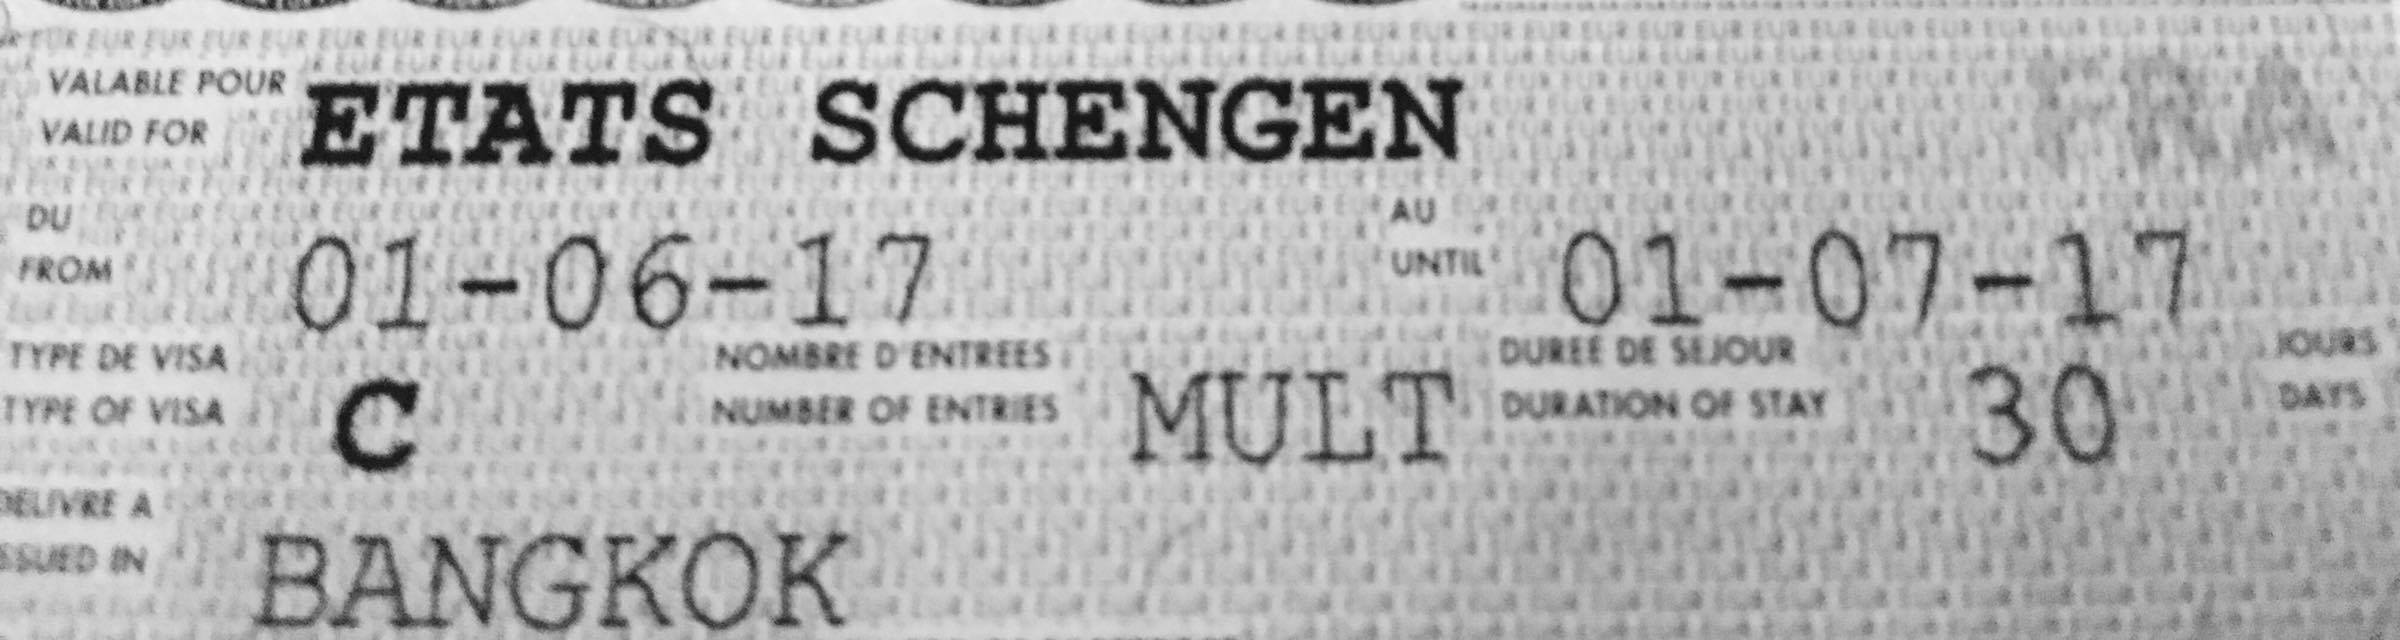 VALABLE POUR
VALID FOR ETATS SCHENGEN FRA
DU AU
FROM 01-06-17 UNTIL 01-07-17
TYPE DE VISA NOMBRE D'ENTREES DUREE DE SEJOUR JOURS
TYPE OF VISA C NUMBER OF ENTRIES MULT DURATION OF STAY 30 DAYS
DELIVRE A
ISSUED IN BANGKOK